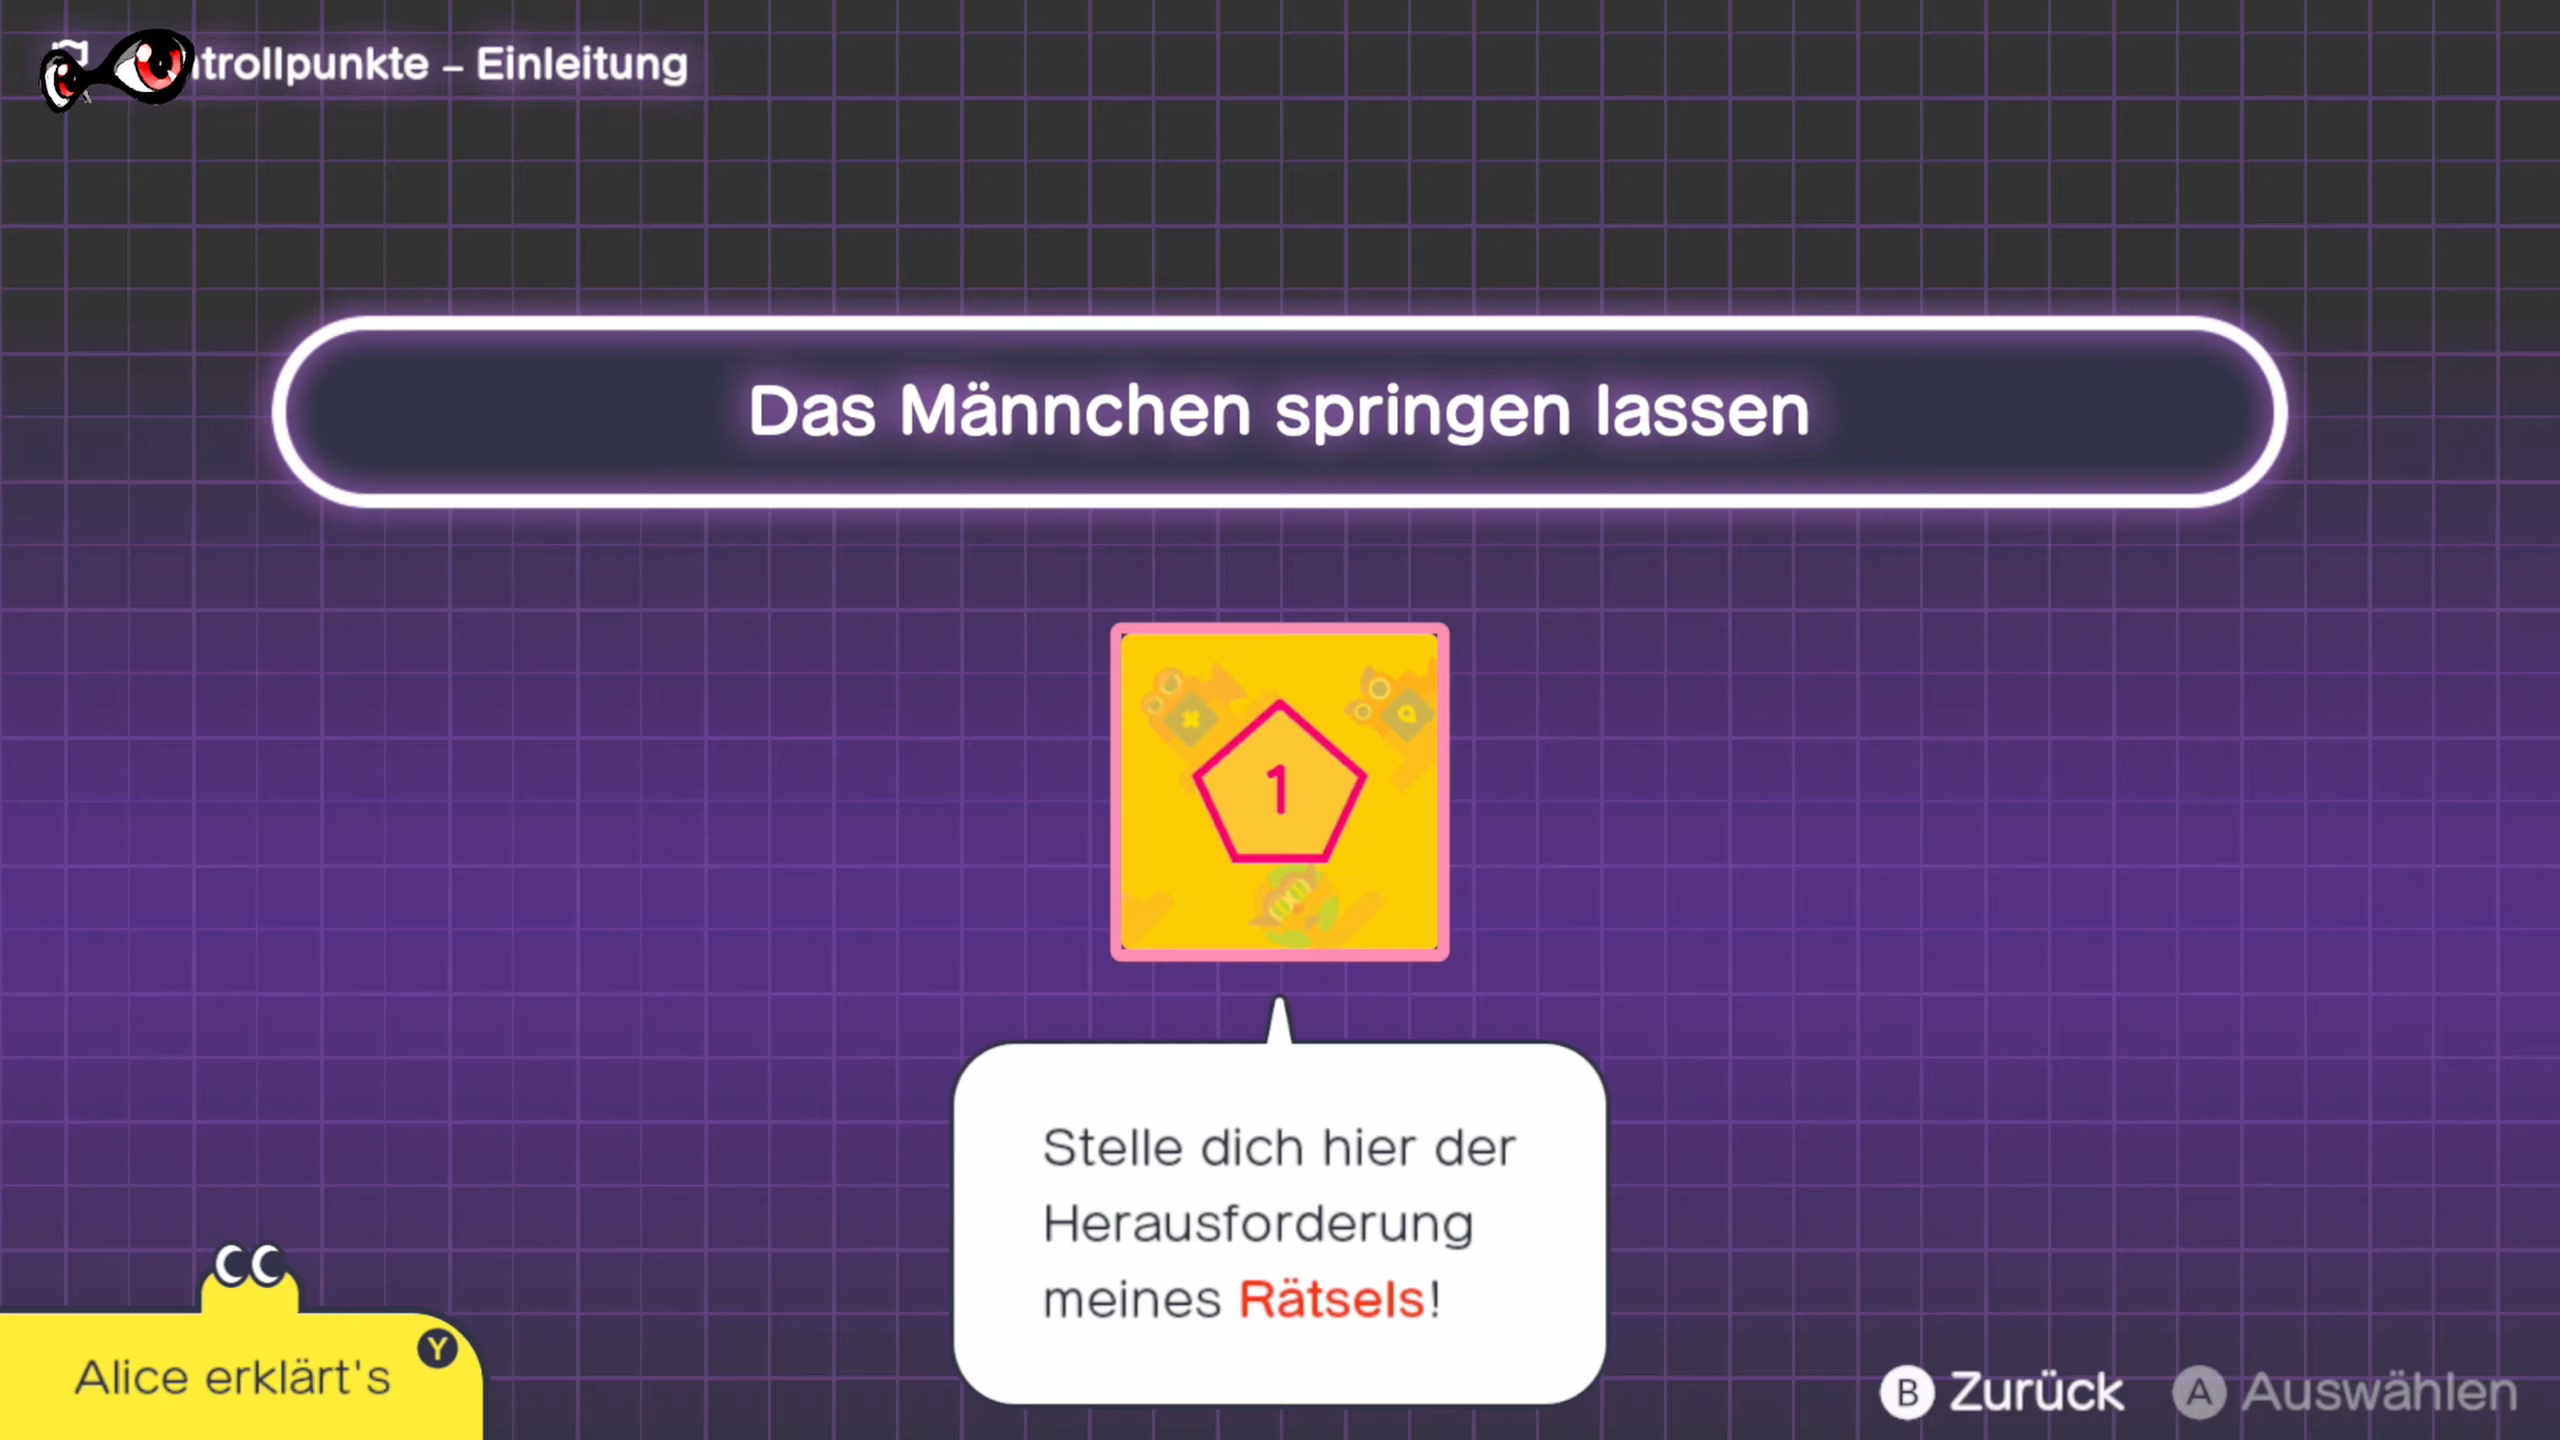 trollpunkte – Einleitung
Das Männchen springen lassen
1
Stelle dich hier der
Herausforderung
meines Rätsels!
Alice erklärt's
Y
B Zurück
A Auswählen